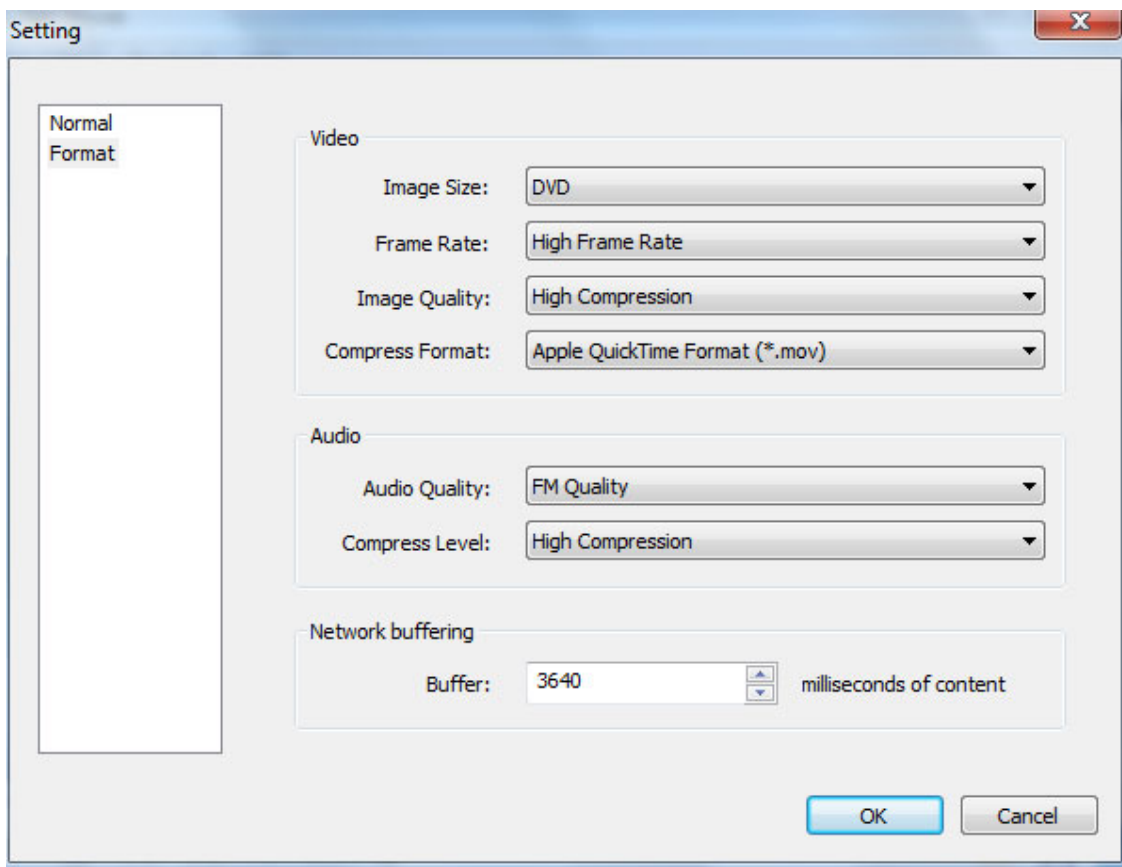 Setting
Normal
Format
Video
Image Size: DVD
Frame Rate: High Frame Rate
Image Quality: High Compression
Compress Format: Apple QuickTime Format (*.mov)
Audio
Audio Quality: FM Quality
Compress Level: High Compression
Network buffering
Buffer: 3640 milliseconds of content
OK Cancel